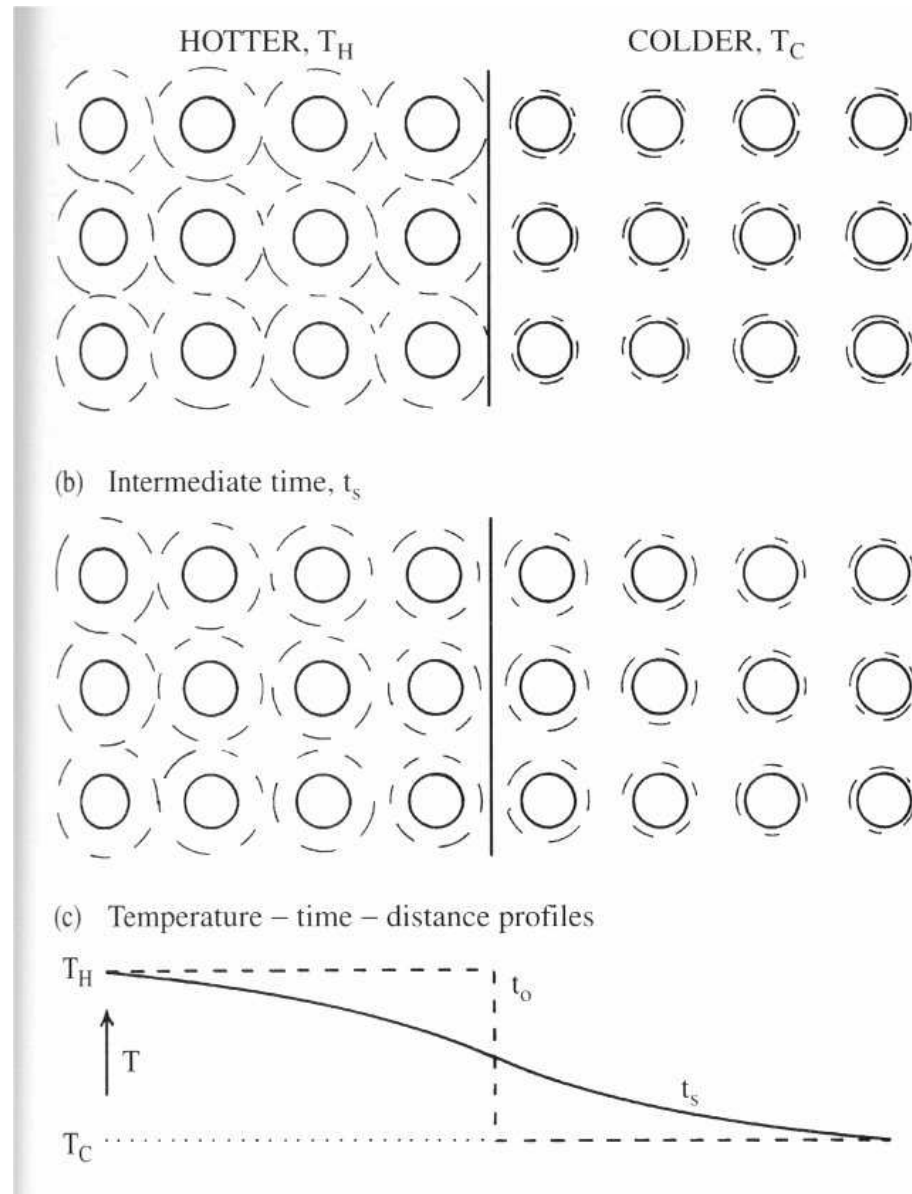 HOTTER, T_H COLDER, T_C
(b) Intermediate time, t_s
(c) Temperature – time – distance profiles
T_H
t_o
T
t_s
T_C